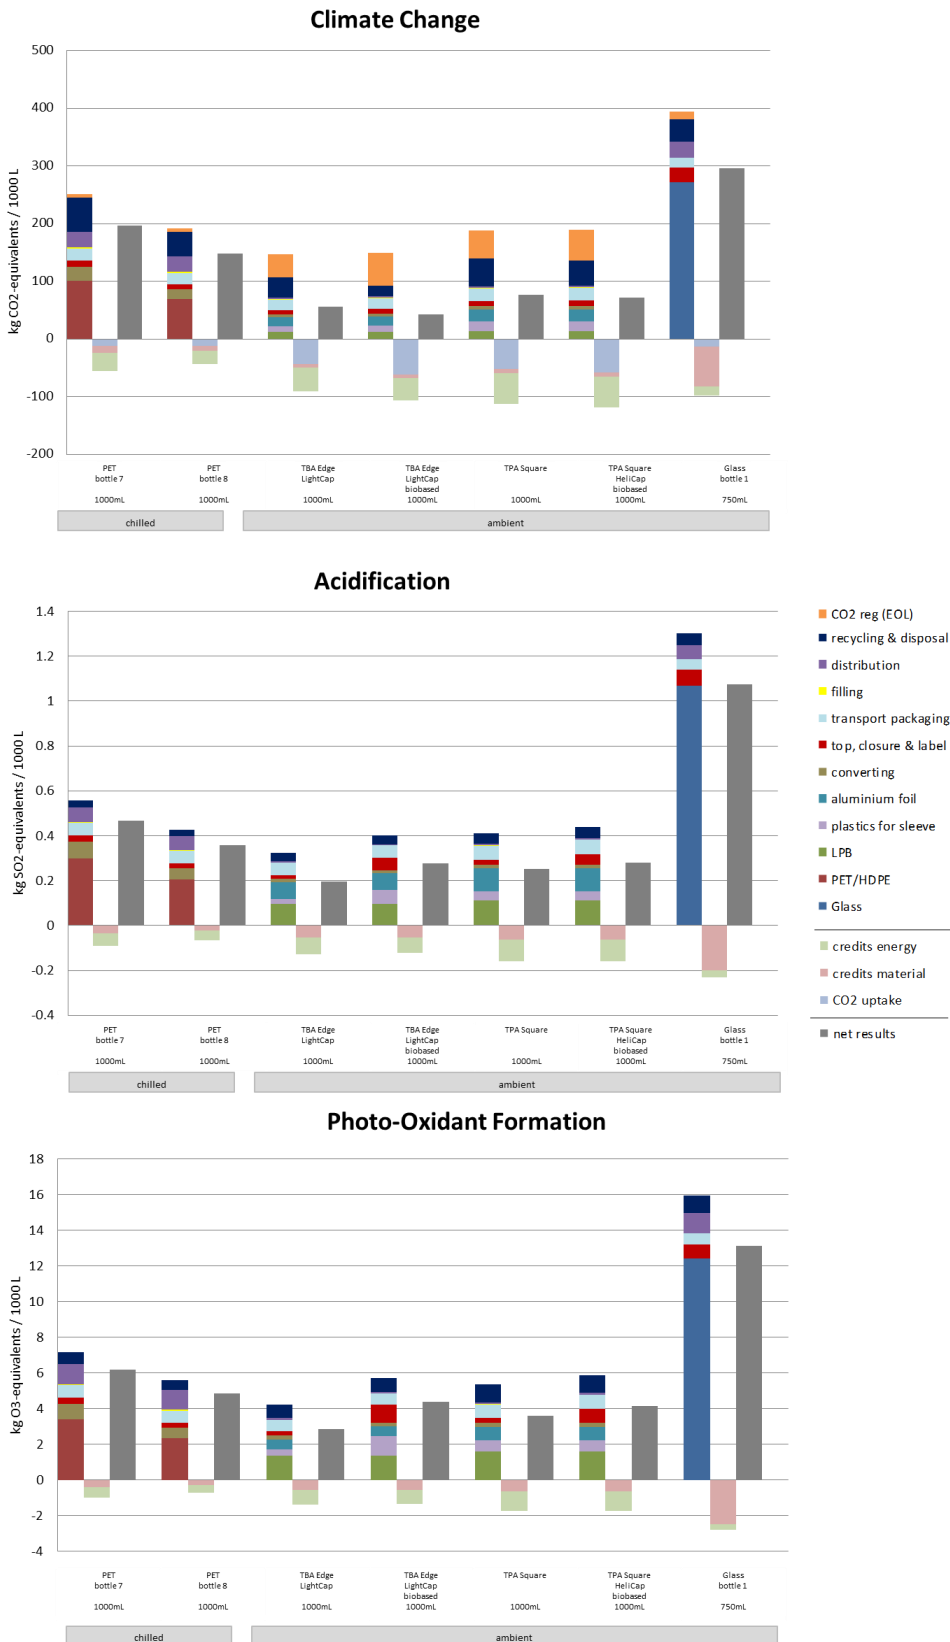 Climate Change
kg CO2-equivalents / 1000 L
500
400
300
200
100
0
-100
-200
PET bottle 7 1000mL
PET bottle 8 1000mL
TBA Edge LightCap 1000mL
TBA Edge LightCap biobased 1000mL
TPA Square 1000mL
TPA Square HeliCap biobased 1000mL
Glass bottle 1 750mL
chilled
ambient
Acidification
kg SO2-equivalents / 1000 L
1.4
1.2
1
0.8
0.6
0.4
0.2
0
-0.2
-0.4
PET bottle 7 1000mL
PET bottle 8 1000mL
TBA Edge LightCap 1000mL
TBA Edge LightCap biobased 1000mL
TPA Square 1000mL
TPA Square HeliCap biobased 1000mL
Glass bottle 1 750mL
chilled
ambient
CO2 reg (EOL)
recycling & disposal
distribution
filling
transport packaging
top, closure & label
converting
aluminium foil
plastics for sleeve
LPB
PET/HDPE
Glass
credits energy
credits material
CO2 uptake
net results
Photo-Oxidant Formation
kg O3-equivalents / 1000 L
18
16
14
12
10
8
6
4
2
0
-2
-4
PET bottle 7 1000mL
PET bottle 8 1000mL
TBA Edge LightCap 1000mL
TBA Edge LightCap biobased 1000mL
TPA Square 1000mL
TPA Square HeliCap biobased 1000mL
Glass bottle 1 750mL
chilled
ambient